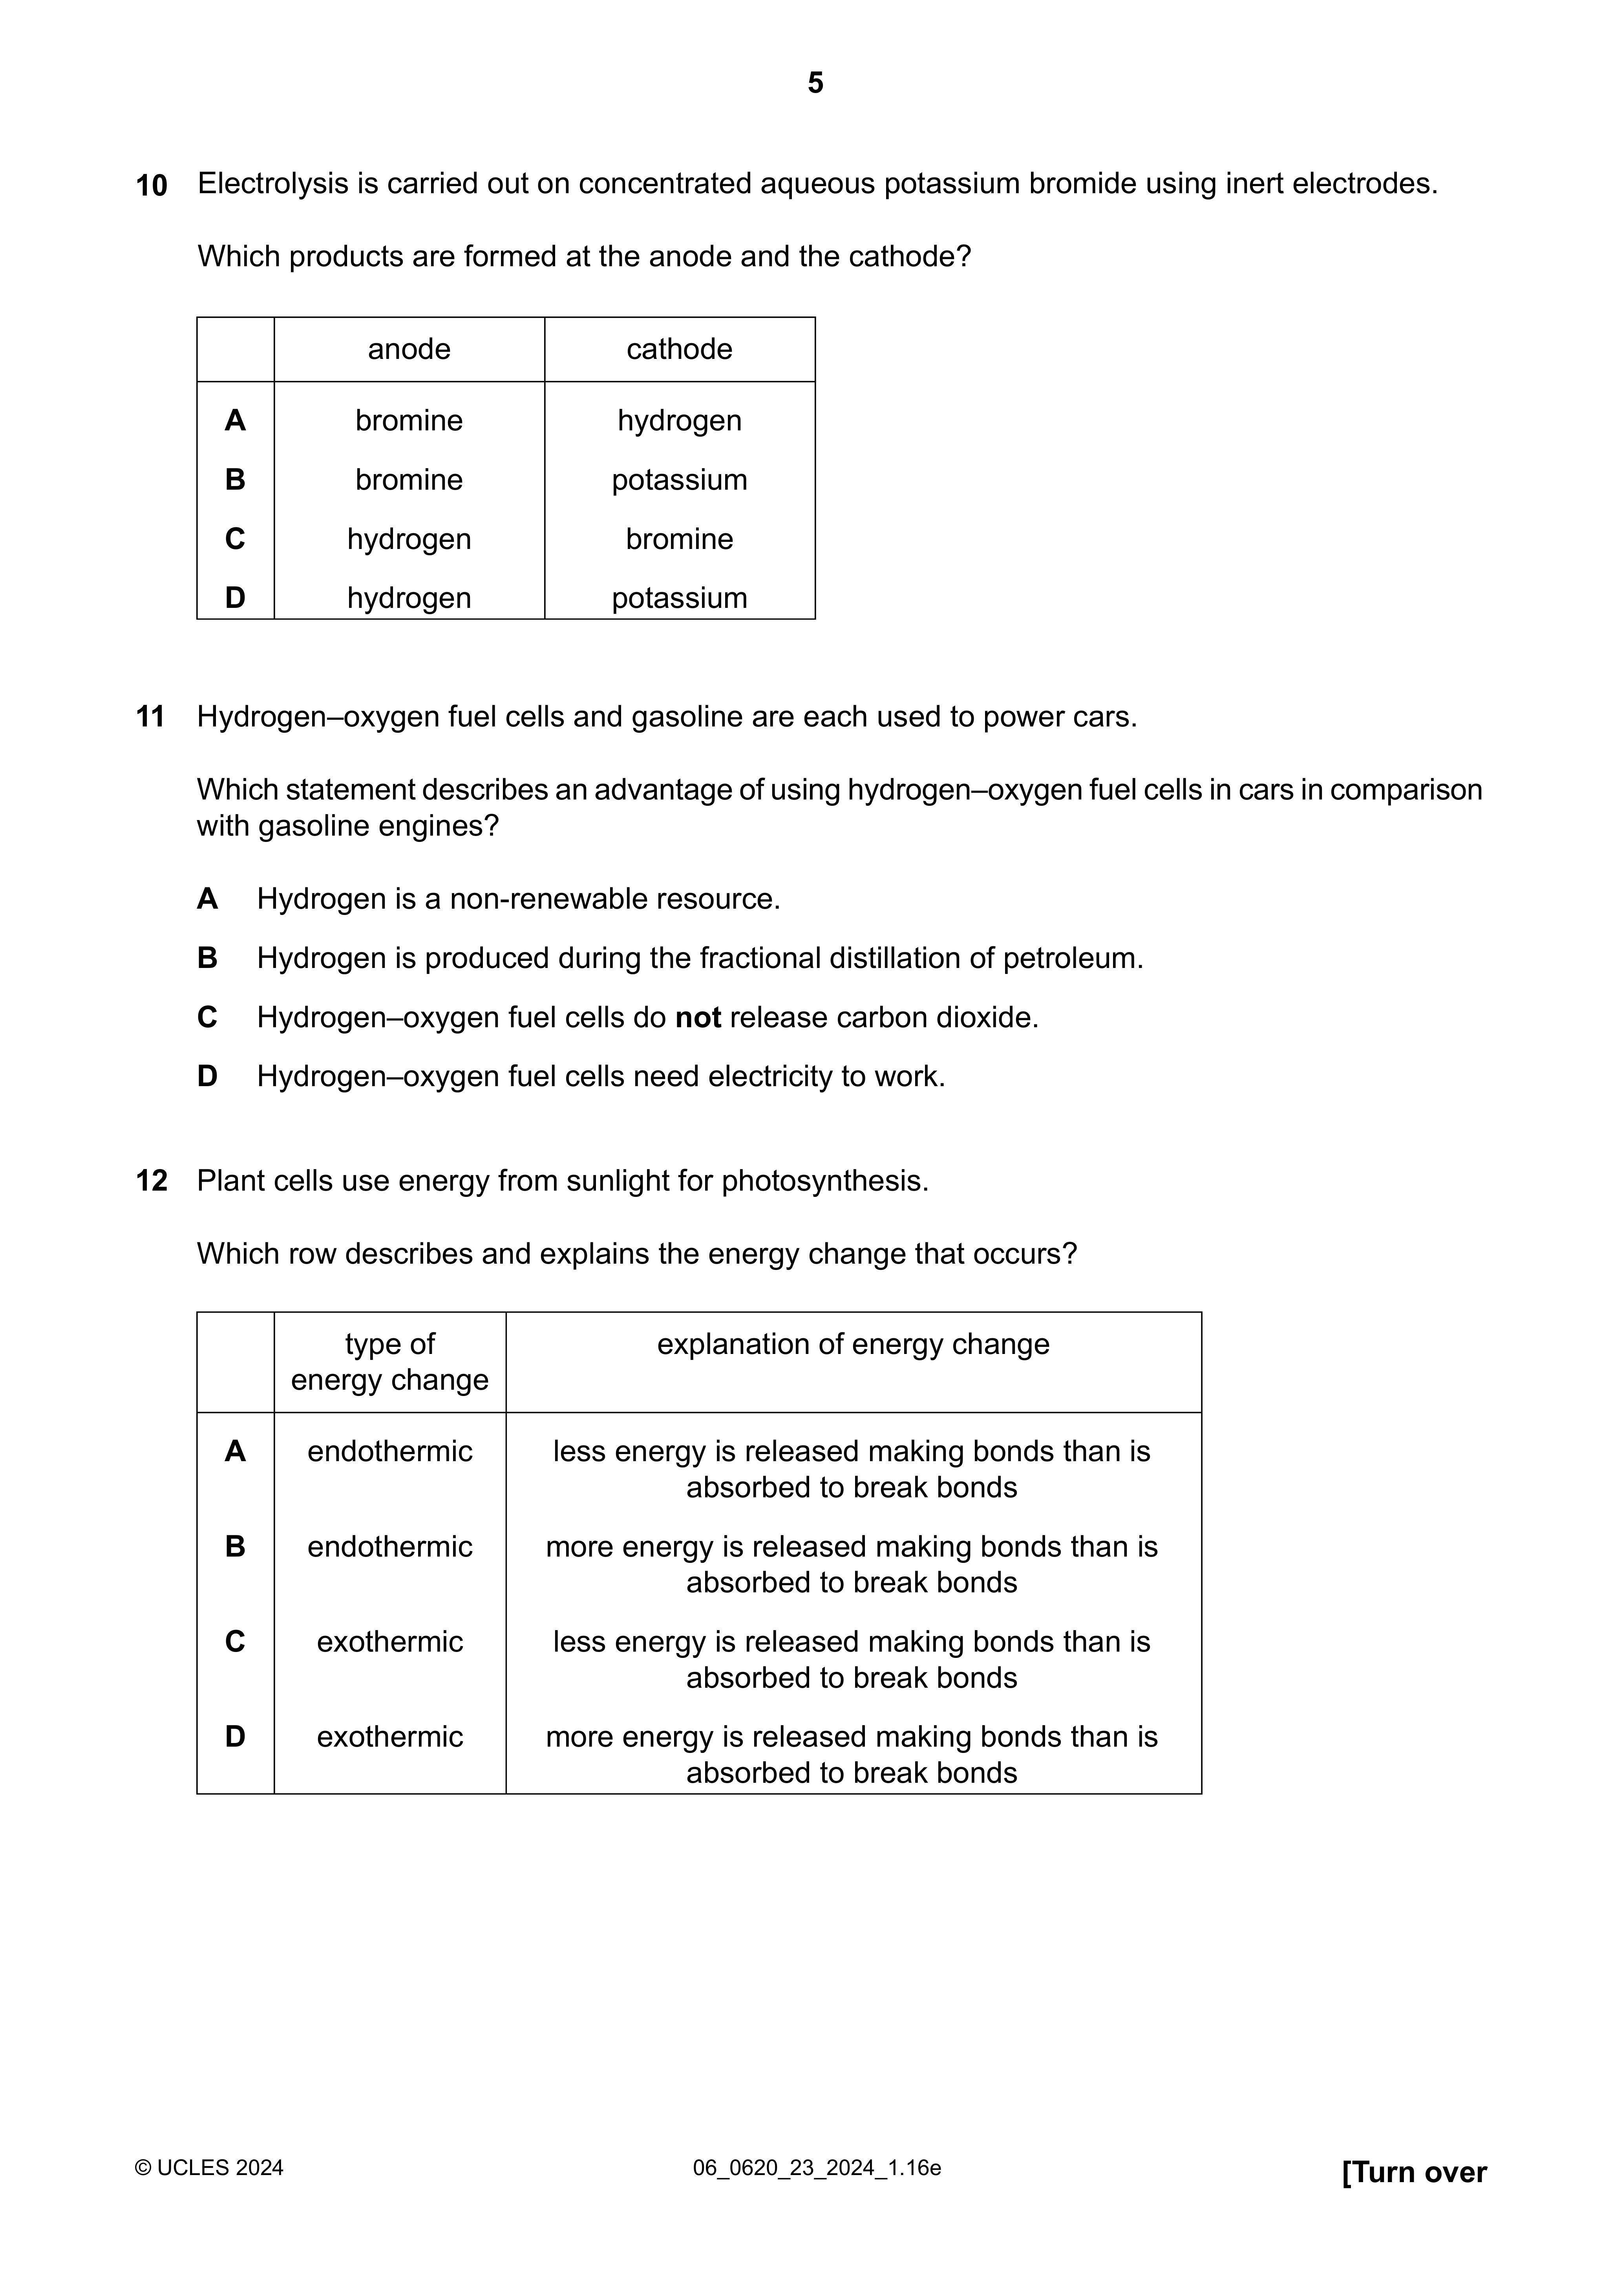 5
10 Electrolysis is carried out on concentrated aqueous potassium bromide using inert electrodes.
Which products are formed at the anode and the cathode?
anode cathode
A bromine hydrogen
B bromine potassium
C hydrogen bromine
D hydrogen potassium
11 Hydrogen–oxygen fuel cells and gasoline are each used to power cars.
Which statement describes an advantage of using hydrogen–oxygen fuel cells in cars in comparison
with gasoline engines?
A Hydrogen is a non-renewable resource.
B Hydrogen is produced during the fractional distillation of petroleum.
C Hydrogen–oxygen fuel cells do not release carbon dioxide.
D Hydrogen–oxygen fuel cells need electricity to work.
12 Plant cells use energy from sunlight for photosynthesis.
Which row describes and explains the energy change that occurs?
type of explanation of energy change
energy change
A endothermic less energy is released making bonds than is
absorbed to break bonds
B endothermic more energy is released making bonds than is
absorbed to break bonds
C exothermic less energy is released making bonds than is
absorbed to break bonds
D exothermic more energy is released making bonds than is
absorbed to break bonds
© UCLES 2024 06_0620_23_2024_1.16e [Turn over